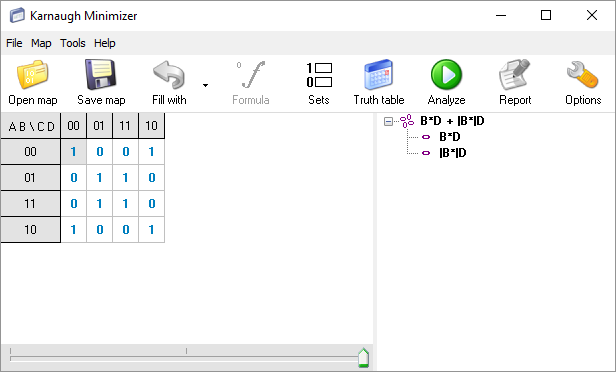 Karnaugh Minimizer
File Map Tools Help
0 1 0
Open map Save map Fill with Formula Sets Truth table Analyze Report Options
A B \ C D 00 01 11 10
00 1 0 0 1
01 0 1 1 0
11 0 1 1 0
10 1 0 0 1
B*D + |B*|D
B*D
|B*|D